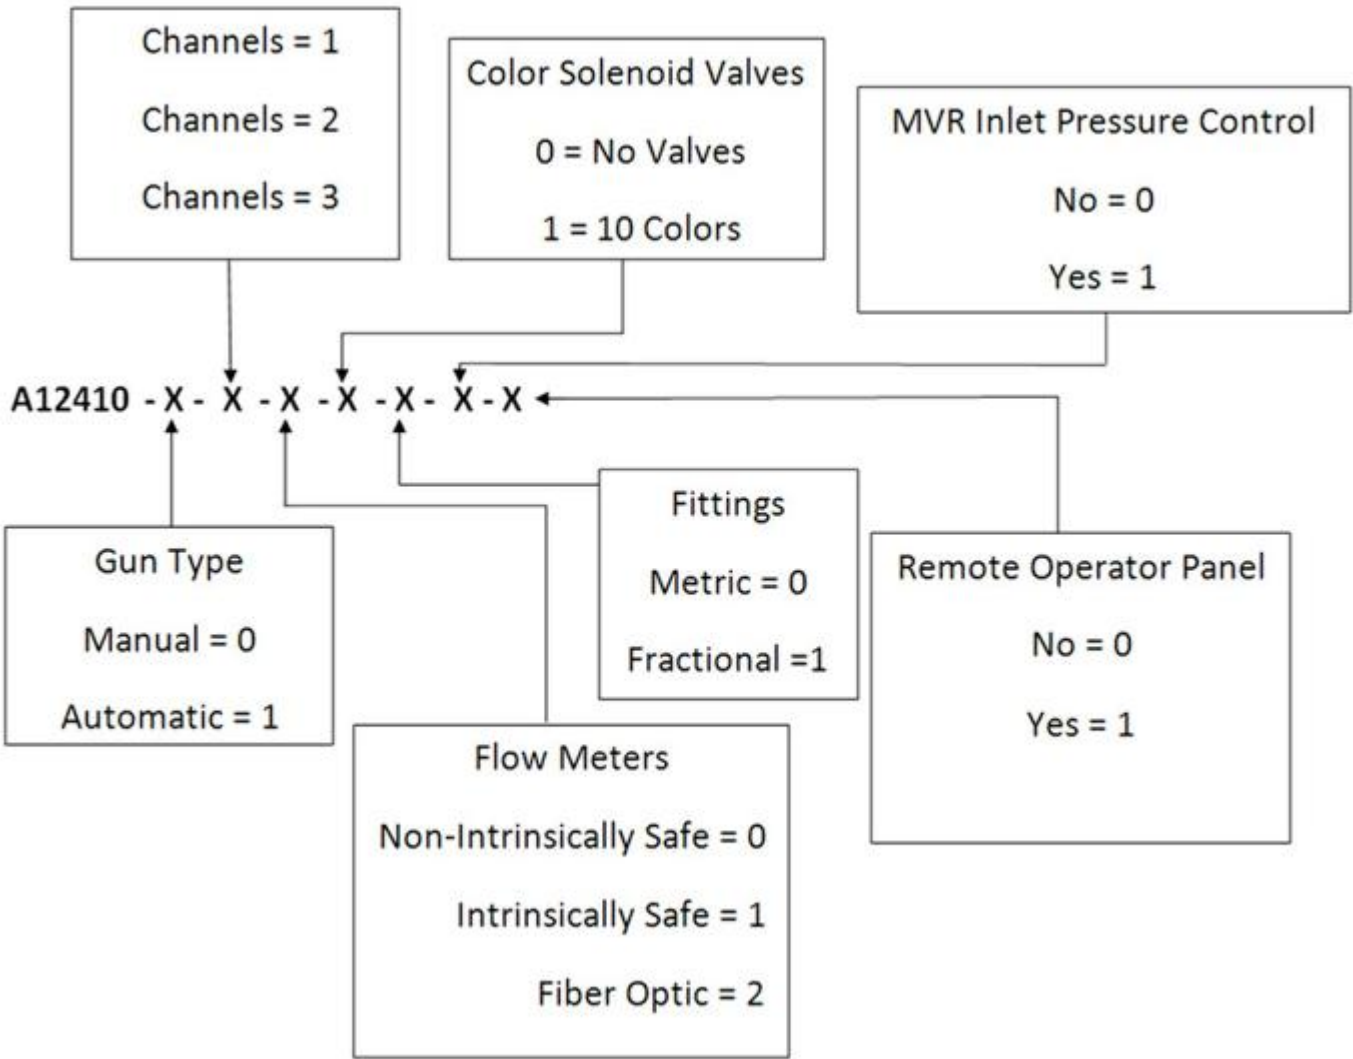 Channels = 1
Channels = 2
Channels = 3
Color Solenoid Valves
0 = No Valves
1 = 10 Colors
MVR Inlet Pressure Control
No = 0
Yes = 1
A12410 - X - X - X - X - X - X - X
Gun Type
Manual = 0
Automatic = 1
Flow Meters
Non-Intrinsically Safe = 0
Intrinsically Safe = 1
Fiber Optic = 2
Fittings
Metric = 0
Fractional =1
Remote Operator Panel
No = 0
Yes = 1